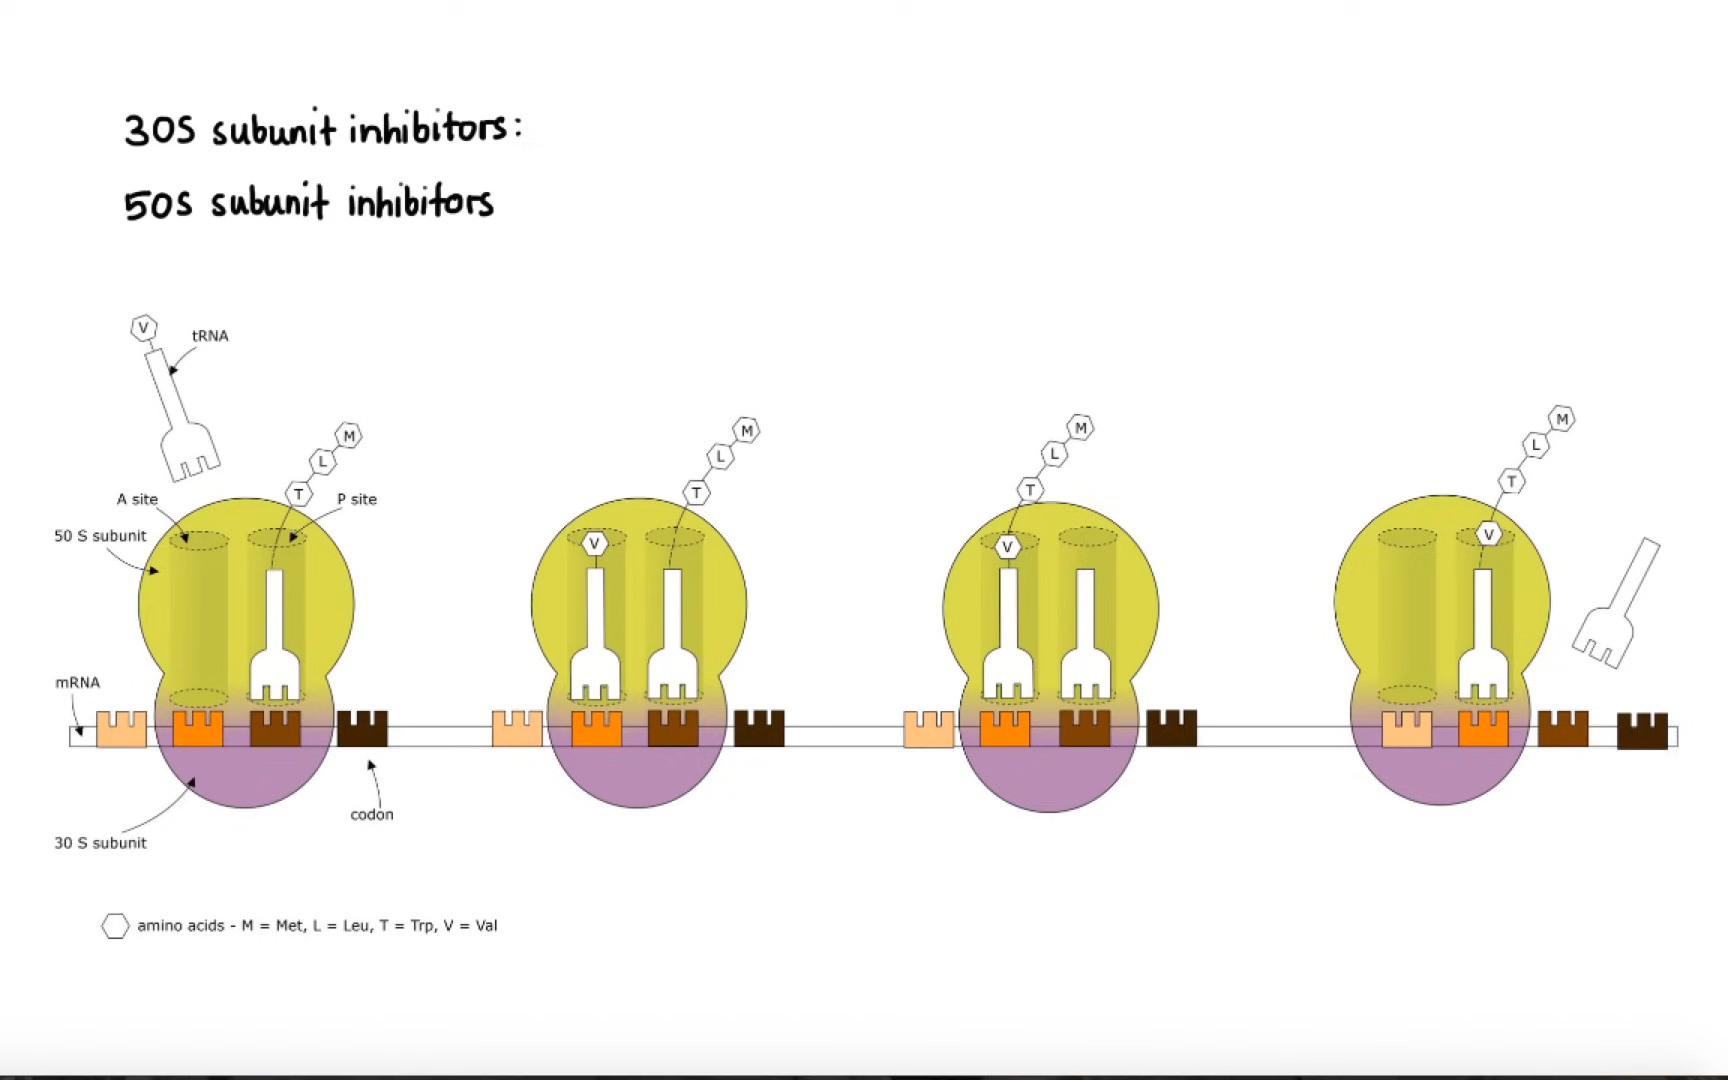 30S subunit inhibitors:
50S subunit inhibitors
V
tRNA
M
L
T
A site
P site
50 S subunit
mRNA
codon
30 S subunit
M
L
T
V
M
L
T
V
M
L
T
V
amino acids - M = Met, L = Leu, T = Trp, V = Val